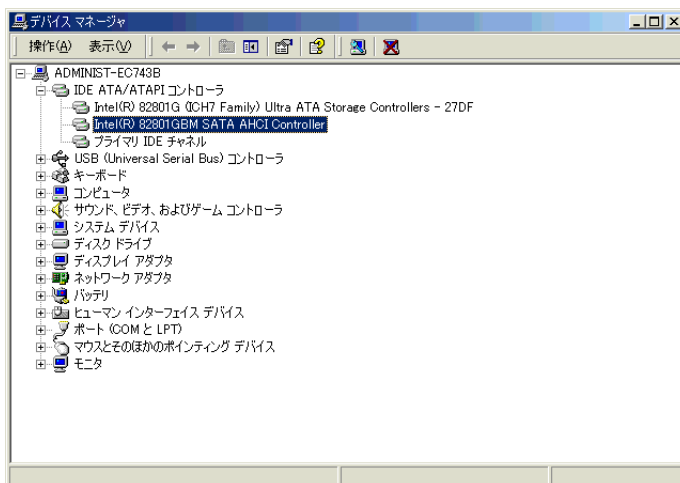 デバイス マネージャ
操作(A) 表示(V)
ADMINIST-EC743B
IDE ATA/ATAPI コントローラ
Intel(R) 82801G (ICH7 Family) Ultra ATA Storage Controllers - 27DF
Intel(R) 82801GBM SATA AHCI Controller
プライマリ IDE チャネル
USB (Universal Serial Bus) コントローラ
キーボード
コンピュータ
サウンド、ビデオ、およびゲーム コントローラ
システム デバイス
ディスク ドライブ
ディスプレイ アダプタ
ネットワーク アダプタ
バッテリ
ヒューマン インターフェイス デバイス
ポート (COM と LPT)
マウスとそのほかのポインティング デバイス
モニタ